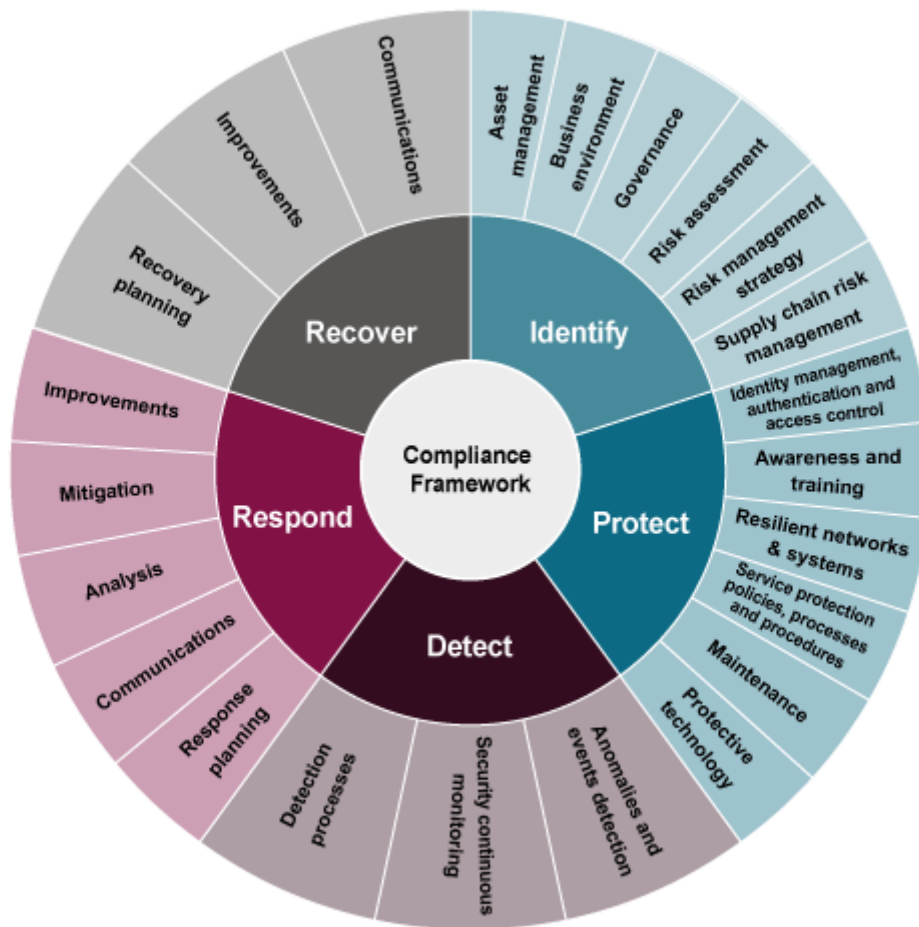 Compliance
Framework
Identify
Asset
management
Business
environment
Governance
Risk assessment
Risk management
strategy
Supply chain risk
management
Protect
Identity management,
authentication and
access control
Awareness and
training
Resilient networks
& systems
Service protection
policies, processes
and procedures
Maintenance
Protective
technology
Detect
Anomalies and
events detection
Security continuous
monitoring
Detection
processes
Respond
Response
planning
Communications
Analysis
Mitigation
Improvements
Recover
Recovery
planning
Improvements
Communications